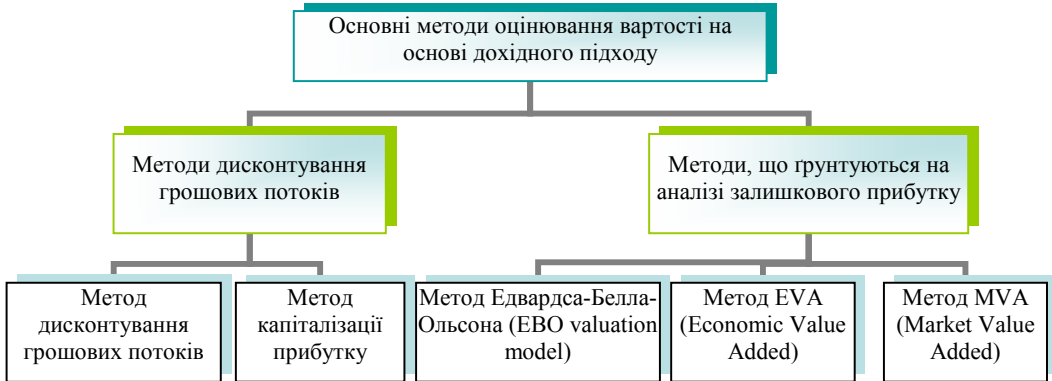 Основні методи оцінювання вартості на
основі дохідного підходу
Методи дисконтування
грошових потоків
Методи, що ґрунтуються на
аналізі залишкового прибутку
Метод
дисконтування
грошових потоків
Метод
капіталізації
прибутку
Метод Едвардса-Белла-
Ольсона (EBO valuation
model)
Метод EVA
(Economic Value
Added)
Метод MVA
(Market Value
Added)